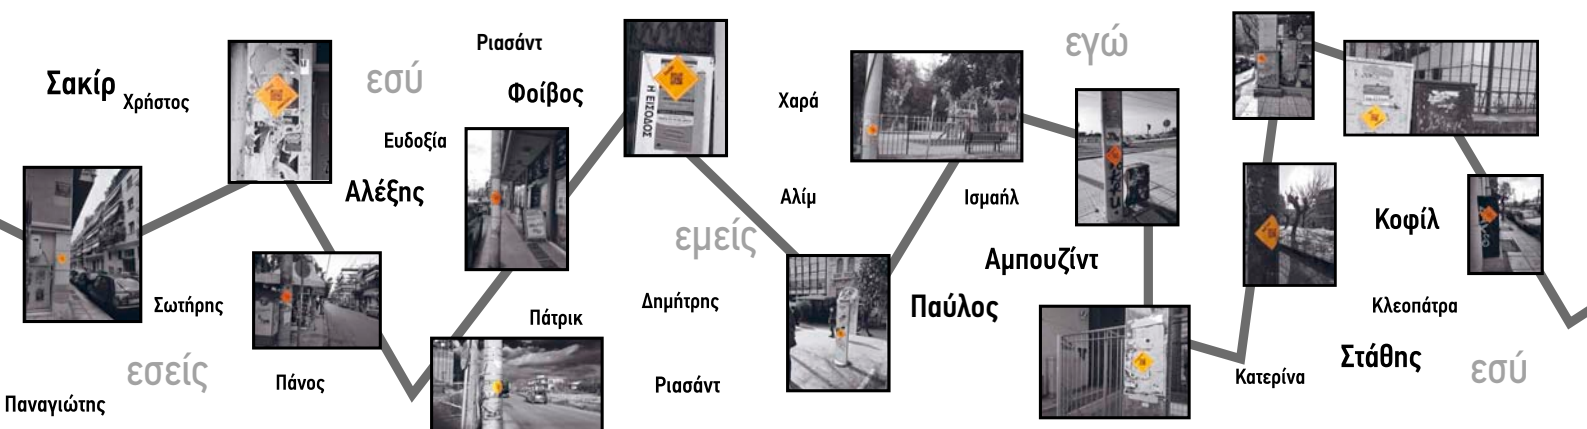 Σακίρ
Χρήστος
εσύ
Ριασάντ
Φοίβος
Ευδοξία
Αλέξης
Η ΕΙΣΟΔΟΣ
Χαρά
εγώ
Αλίμ
Ισμαήλ
εμείς
Κοφίλ
Αμπουζίντ
Σωτήρης
Δημήτρης
Πάτρικ
Παύλος
Κλεοπάτρα
εσείς
Πάνος
Ριασάντ
Στάθης
Κατερίνα
εσύ
Παναγιώτης